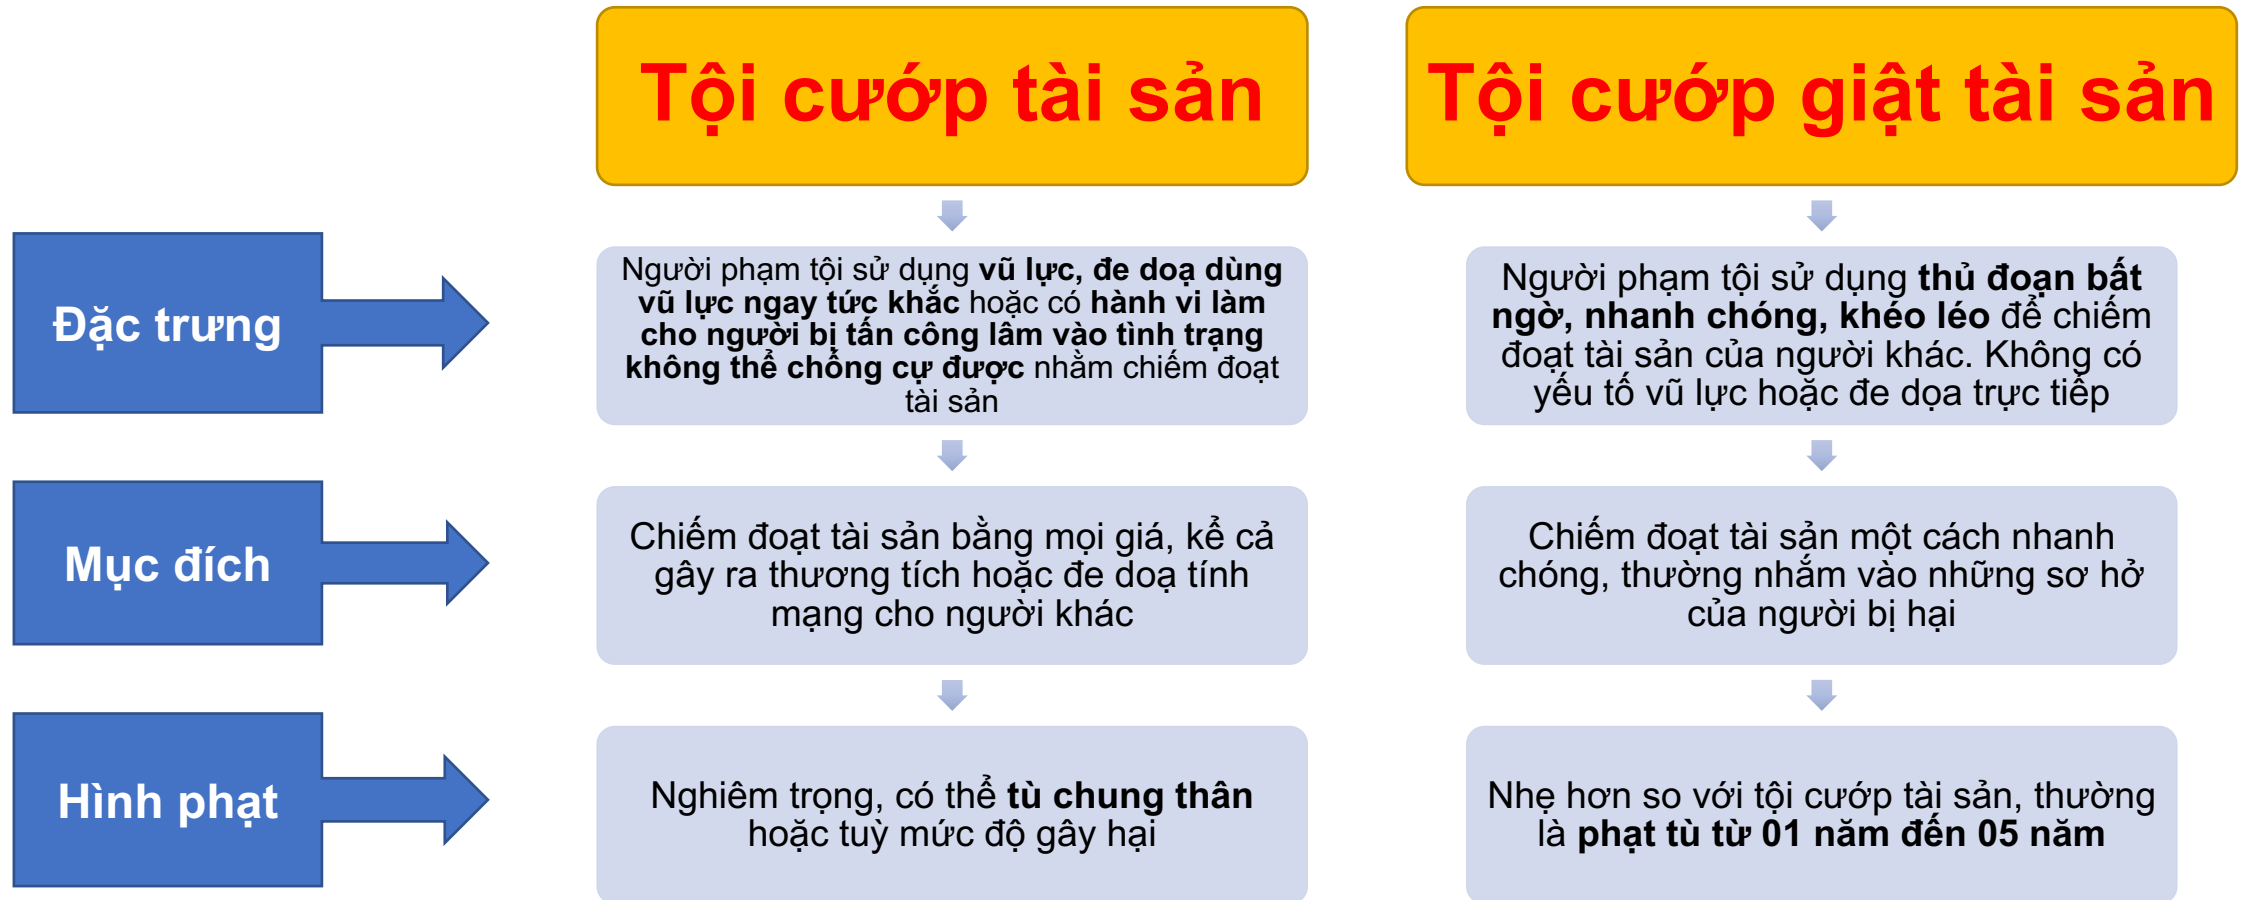 Tội cướp tài sản
Tội cướp giật tài sản
Đặc trưng
Người phạm tội sử dụng vũ lực, đe doạ dùng
vũ lực ngay tức khắc hoặc có hành vi làm
cho người bị tấn công lâm vào tình trạng
không thể chống cự được nhằm chiếm đoạt
tài sản
Người phạm tội sử dụng thủ đoạn bất
ngờ, nhanh chóng, khéo léo để chiếm
đoạt tài sản của người khác. Không có
yếu tố vũ lực hoặc đe dọa trực tiếp
Mục đích
Chiếm đoạt tài sản bằng mọi giá, kể cả
gây ra thương tích hoặc đe doạ tính
mạng cho người khác
Chiếm đoạt tài sản một cách nhanh
chóng, thường nhắm vào những sơ hở
của người bị hại
Hình phạt
Nghiêm trọng, có thể tù chung thân
hoặc tuỳ mức độ gây hại
Nhẹ hơn so với tội cướp tài sản, thường
là phạt tù từ 01 năm đến 05 năm